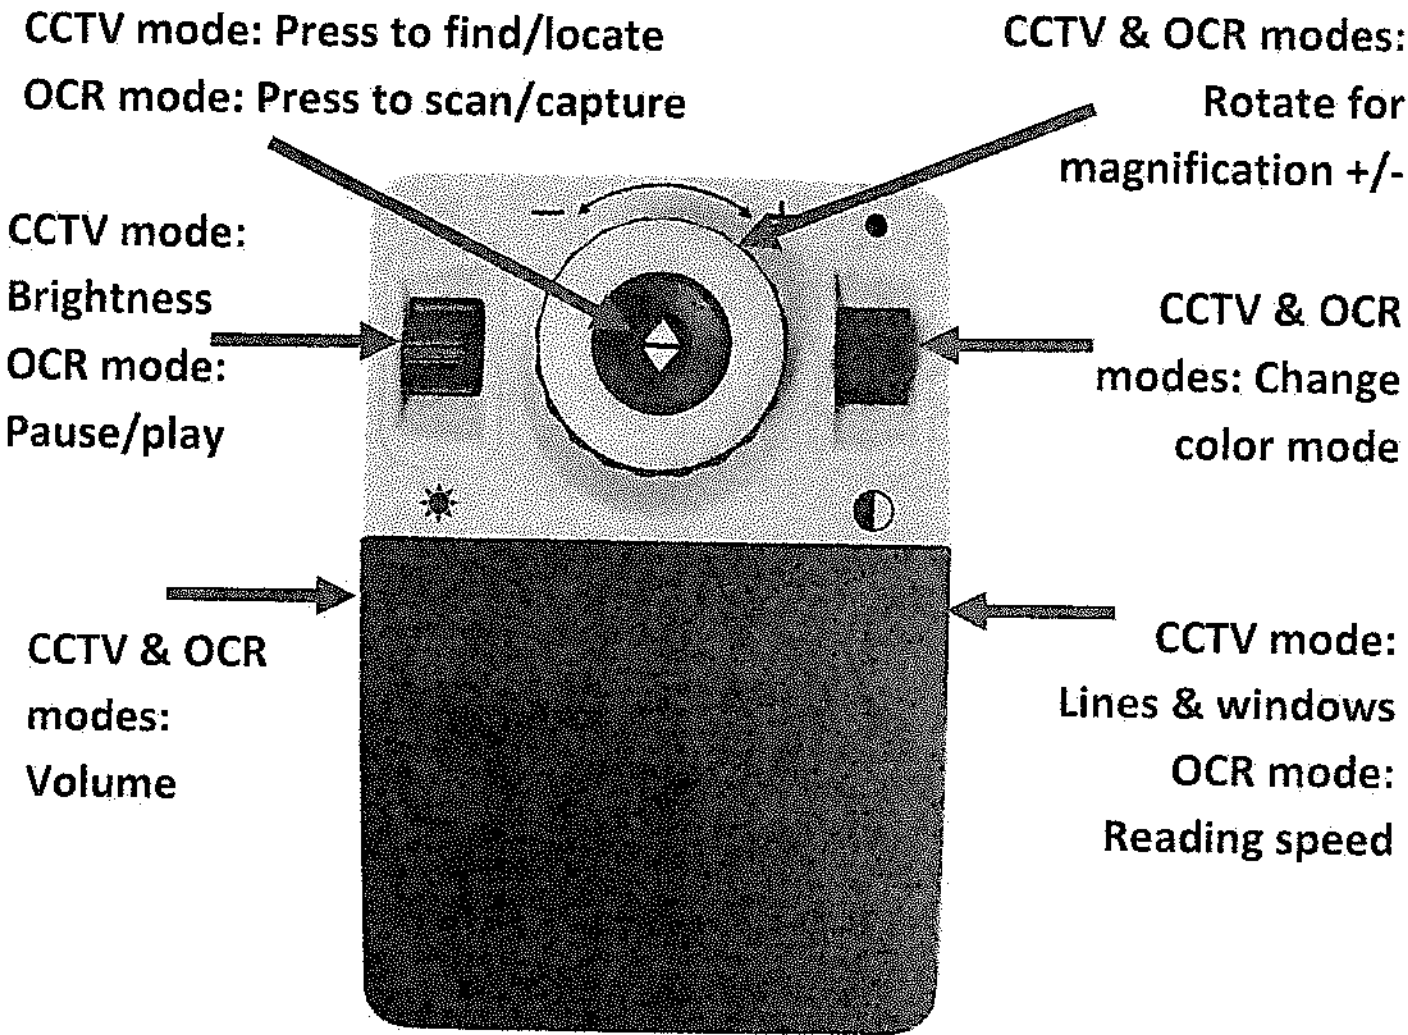 CCTV mode: Press to find/locate
OCR mode: Press to scan/capture
CCTV & OCR modes:
Rotate for
magnification +/-
CCTV mode:
Brightness
OCR mode:
Pause/play
— +
CCTV & OCR
modes: Change
color mode
CCTV & OCR
modes:
Volume
CCTV mode:
Lines & windows
OCR mode:
Reading speed